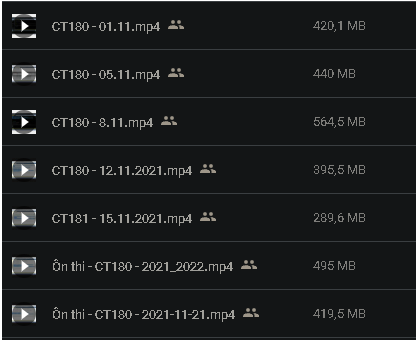 CT180 - 01.11.mp4 420,1 MB
CT180 - 05.11.mp4 440 MB
CT180 - 8.11.mp4 564,5 MB
CT180 - 12.11.2021.mp4 395,5 MB
CT181 - 15.11.2021.mp4 289,6 MB
Ôn thi - CT180 - 2021_2022.mp4 495 MB
Ôn thi - CT180 - 2021-11-21.mp4 419,5 MB